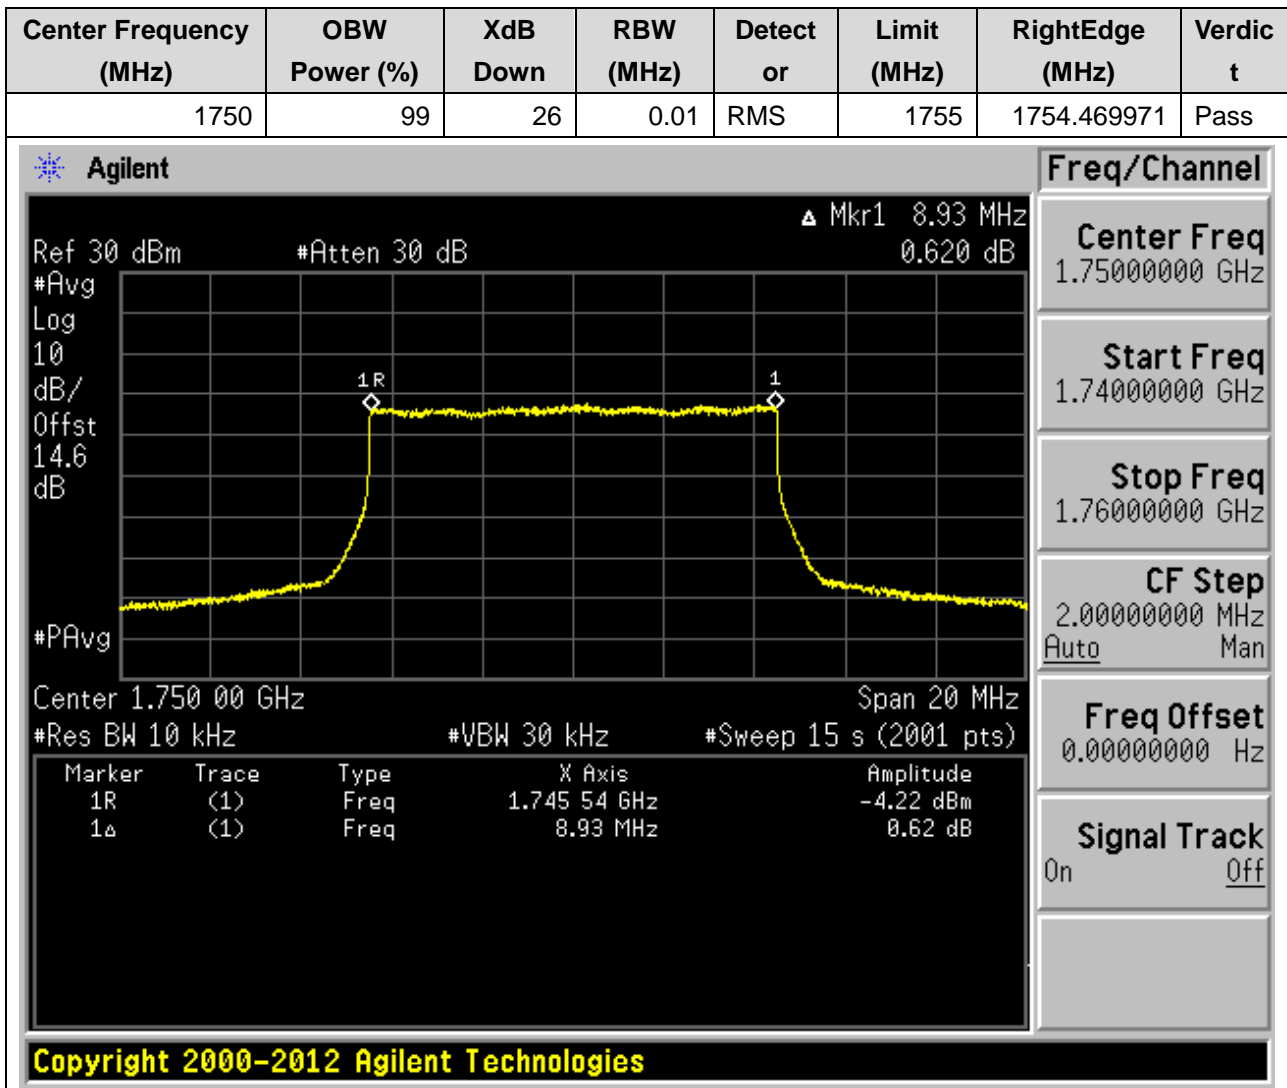 Center Frequency (MHz) OBW Power (%) XdB Down RBW (MHz) Detect or Limit (MHz) RightEdge (MHz) Verdic t
1750 99 26 0.01 RMS 1755 1754.469971 Pass
Agilent
Freq/Channel
Δ Mkr1 8.93 MHz
Ref 30 dBm #Atten 30 dB 0.620 dB
#Avg
Log
10
dB/
Offst
14.6
dB
1R
1
#PAvg
Center 1.750 00 GHz Span 20 MHz
#Res BW 10 kHz #VBW 30 kHz #Sweep 15 s (2001 pts)
Marker Trace Type X Axis Amplitude
1R (1) Freq 1.745 54 GHz -4.22 dBm
1Δ (1) Freq 8.93 MHz 0.62 dB
Center Freq
1.75000000 GHz
Start Freq
1.74000000 GHz
Stop Freq
1.76000000 GHz
CF Step
2.00000000 MHz
Auto Man
Freq Offset
0.00000000 Hz
Signal Track
On Off
Copyright 2000-2012 Agilent Technologies